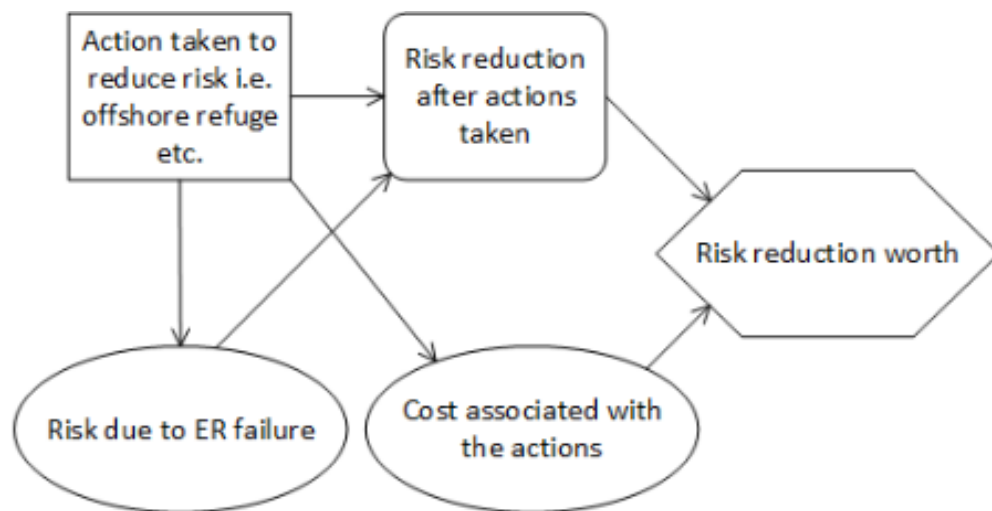 Action taken to
reduce risk i.e.
offshore refuge
etc.
Risk reduction
after actions
taken
Risk reduction worth
Risk due to ER failure
Cost associated with
the actions